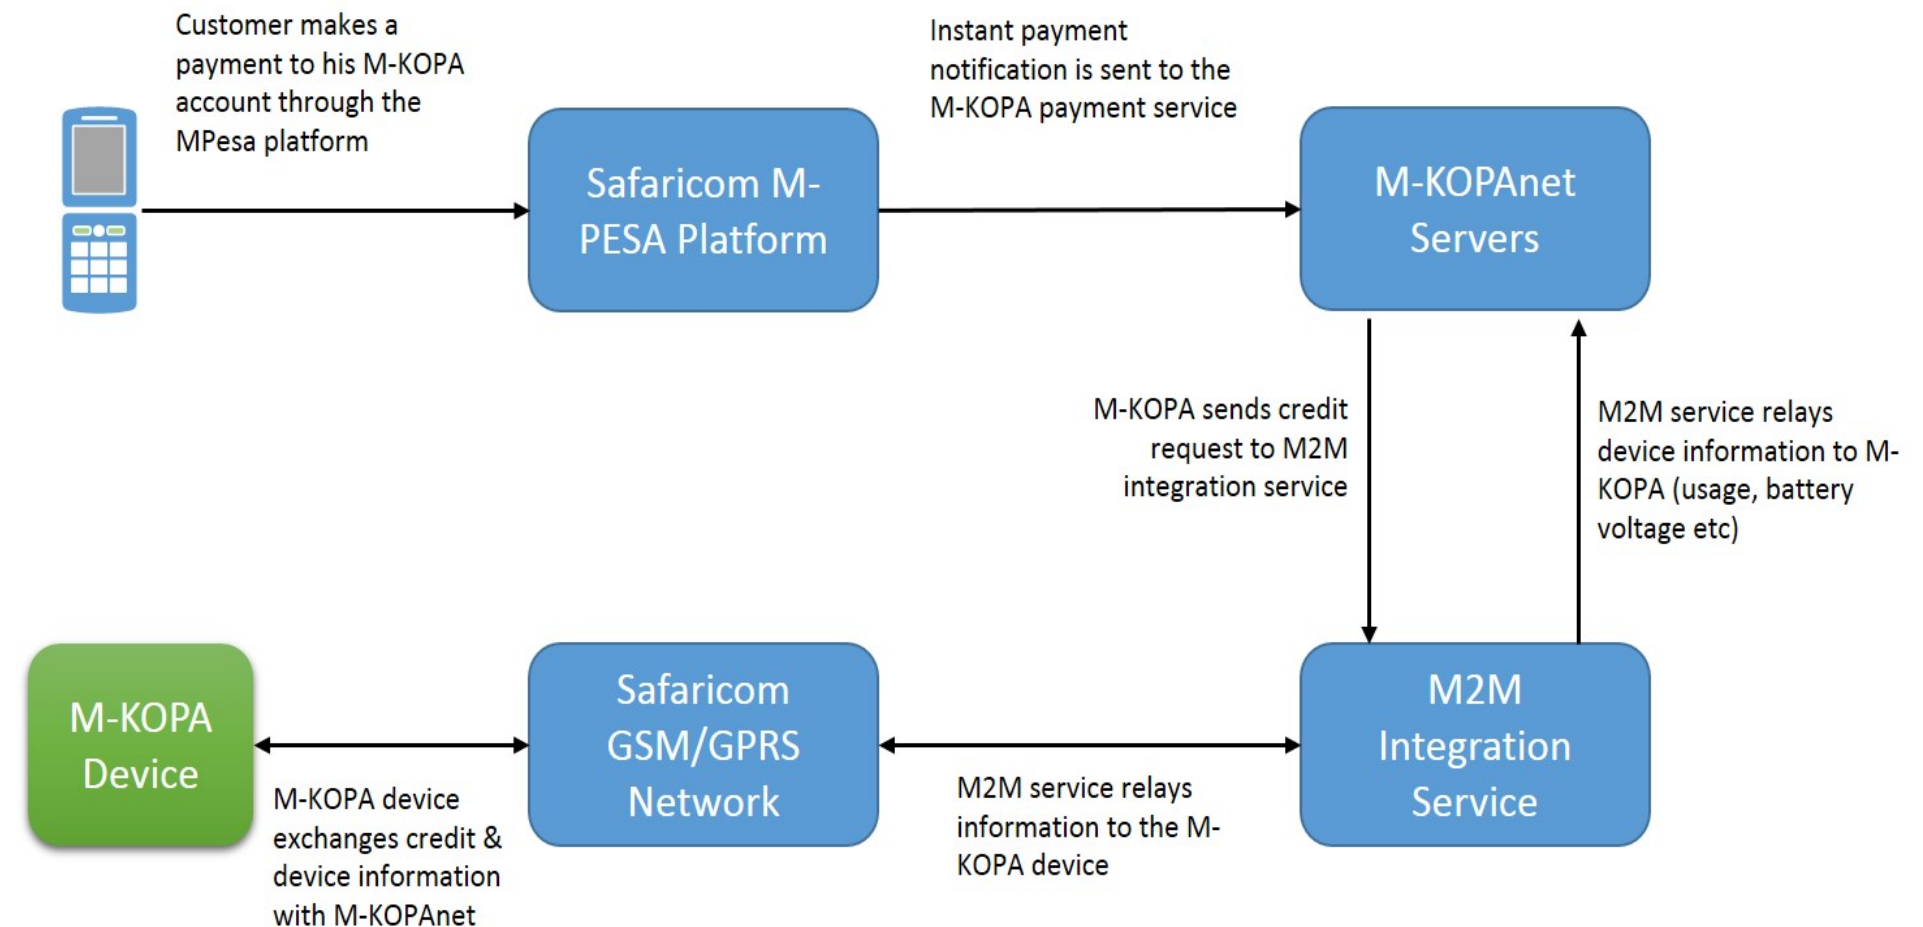 Customer makes a
payment to his M-KOPA
account through the
MPesa platform
Instant payment
notification is sent to the
M-KOPA payment service
Safaricom M-
PESA Platform
M-KOPAnet
Servers
M-KOPA sends credit
request to M2M
integration service
M2M service relays
device information to M-
KOPA (usage, battery
voltage etc)
M-KOPA
Device
Safaricom
GSM/GPRS
Network
M2M
Integration
Service
M-KOPA device
exchanges credit &
device information
with M-KOPAnet
M2M service relays
information to the M-
KOPA device